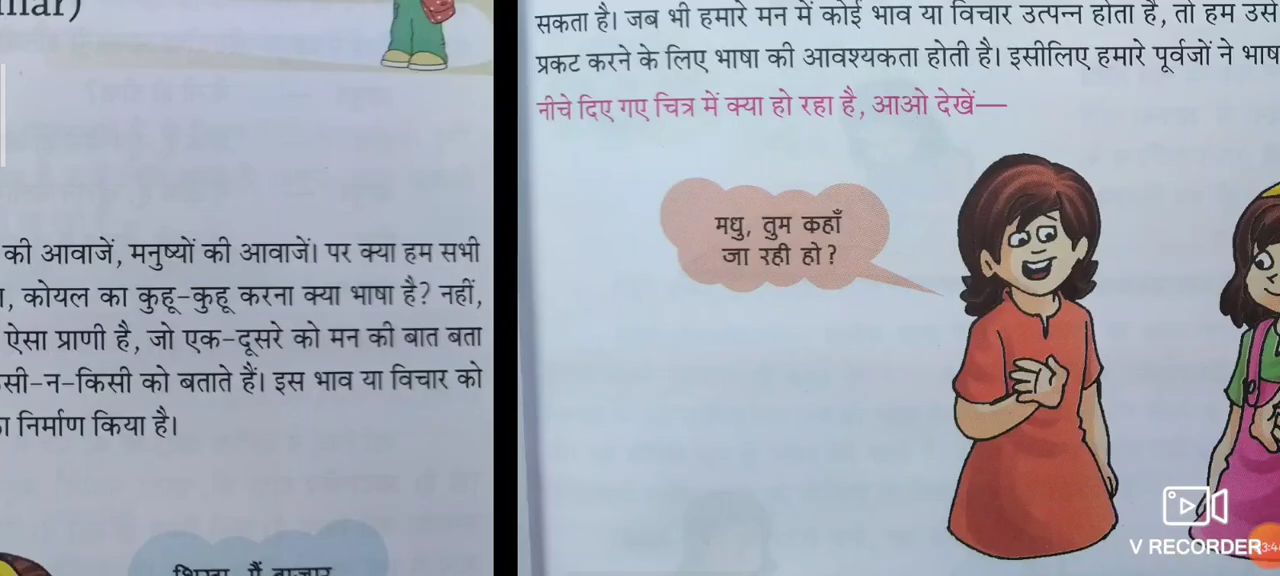 सकता है। जब भी हमारे मन में कोई भाव या विचार उत्पन्न होता है, तो हम उसे
प्रकट करने के लिए भाषा की आवश्यकता होती है। इसीलिए हमारे पूर्वजों ने
नीचे दिए गए चित्र में क्या हो रहा है, आओ देखें—
मधु, तुम कहाँ
जा रही हो?
की आवाजें, मनुष्यों की आवाजें। पर क्या हम सभी
कोयल का कुहू-कुहू करना क्या भाषा है? नहीं,
ऐसा प्राणी है, जो एक-दूसरे को मन की बात बता
को बताते हैं। इस भाव या विचार को
निर्माण किया है।
V RECORDER